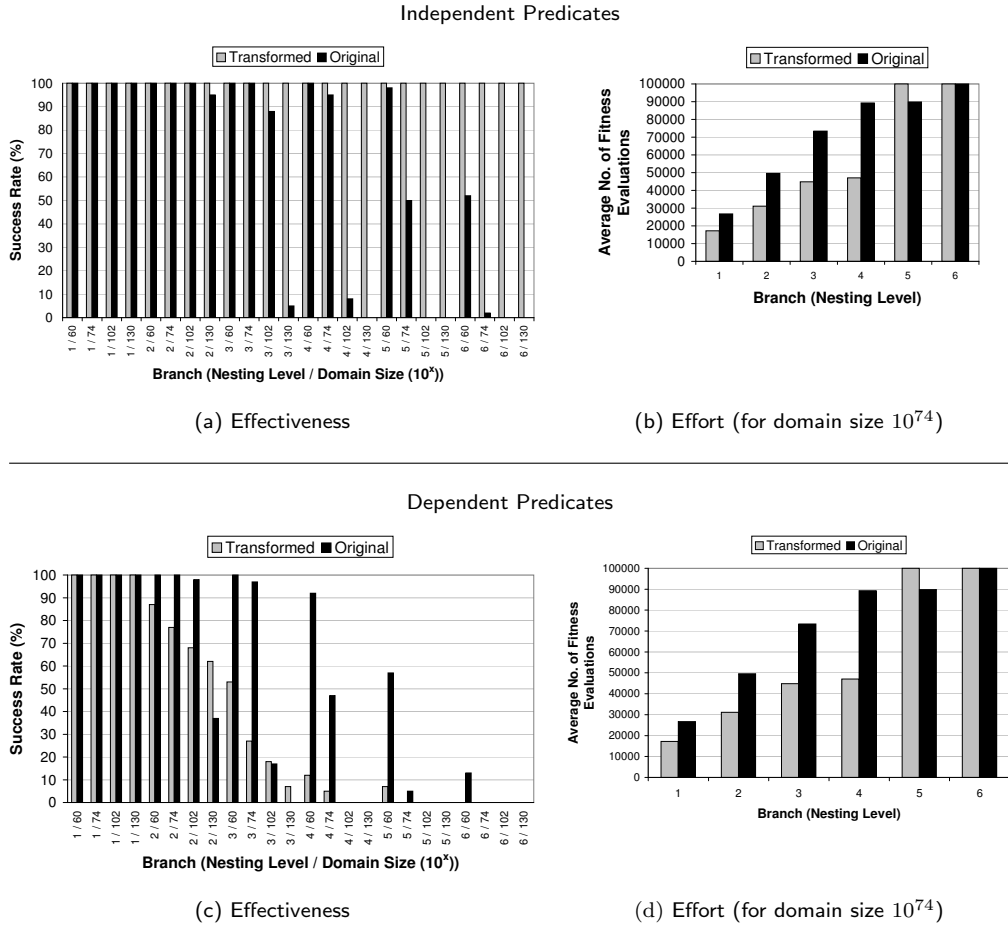 Independent Predicates
Transformed Original
Success Rate (%)
100
90
80
70
60
50
40
30
20
10
0
1 / 60
1 / 74
1 / 102
1 / 130
2 / 60
2 / 74
2 / 102
2 / 130
3 / 60
3 / 74
3 / 102
3 / 130
4 / 60
4 / 74
4 / 102
4 / 130
5 / 60
5 / 74
5 / 102
5 / 130
6 / 60
6 / 74
6 / 102
6 / 130
Branch (Nesting Level / Domain Size (10^x))
(a) Effectiveness
Transformed Original
Average No. of Fitness
Evaluations
100000
90000
80000
70000
60000
50000
40000
30000
20000
10000
0
1 2 3 4 5 6
Branch (Nesting Level)
(b) Effort (for domain size 10^74)
Dependent Predicates
Transformed Original
Success Rate (%)
100
90
80
70
60
50
40
30
20
10
0
1 / 60
1 / 74
1 / 102
1 / 130
2 / 60
2 / 74
2 / 102
2 / 130
3 / 60
3 / 74
3 / 102
3 / 130
4 / 60
4 / 74
4 / 102
4 / 130
5 / 60
5 / 74
5 / 102
5 / 130
6 / 60
6 / 74
6 / 102
6 / 130
Branch (Nesting Level / Domain Size (10^x))
(c) Effectiveness
Transformed Original
Average No. of Fitness
Evaluations
100000
90000
80000
70000
60000
50000
40000
30000
20000
10000
0
1 2 3 4 5 6
Branch (Nesting Level)
(d) Effort (for domain size 10^74)